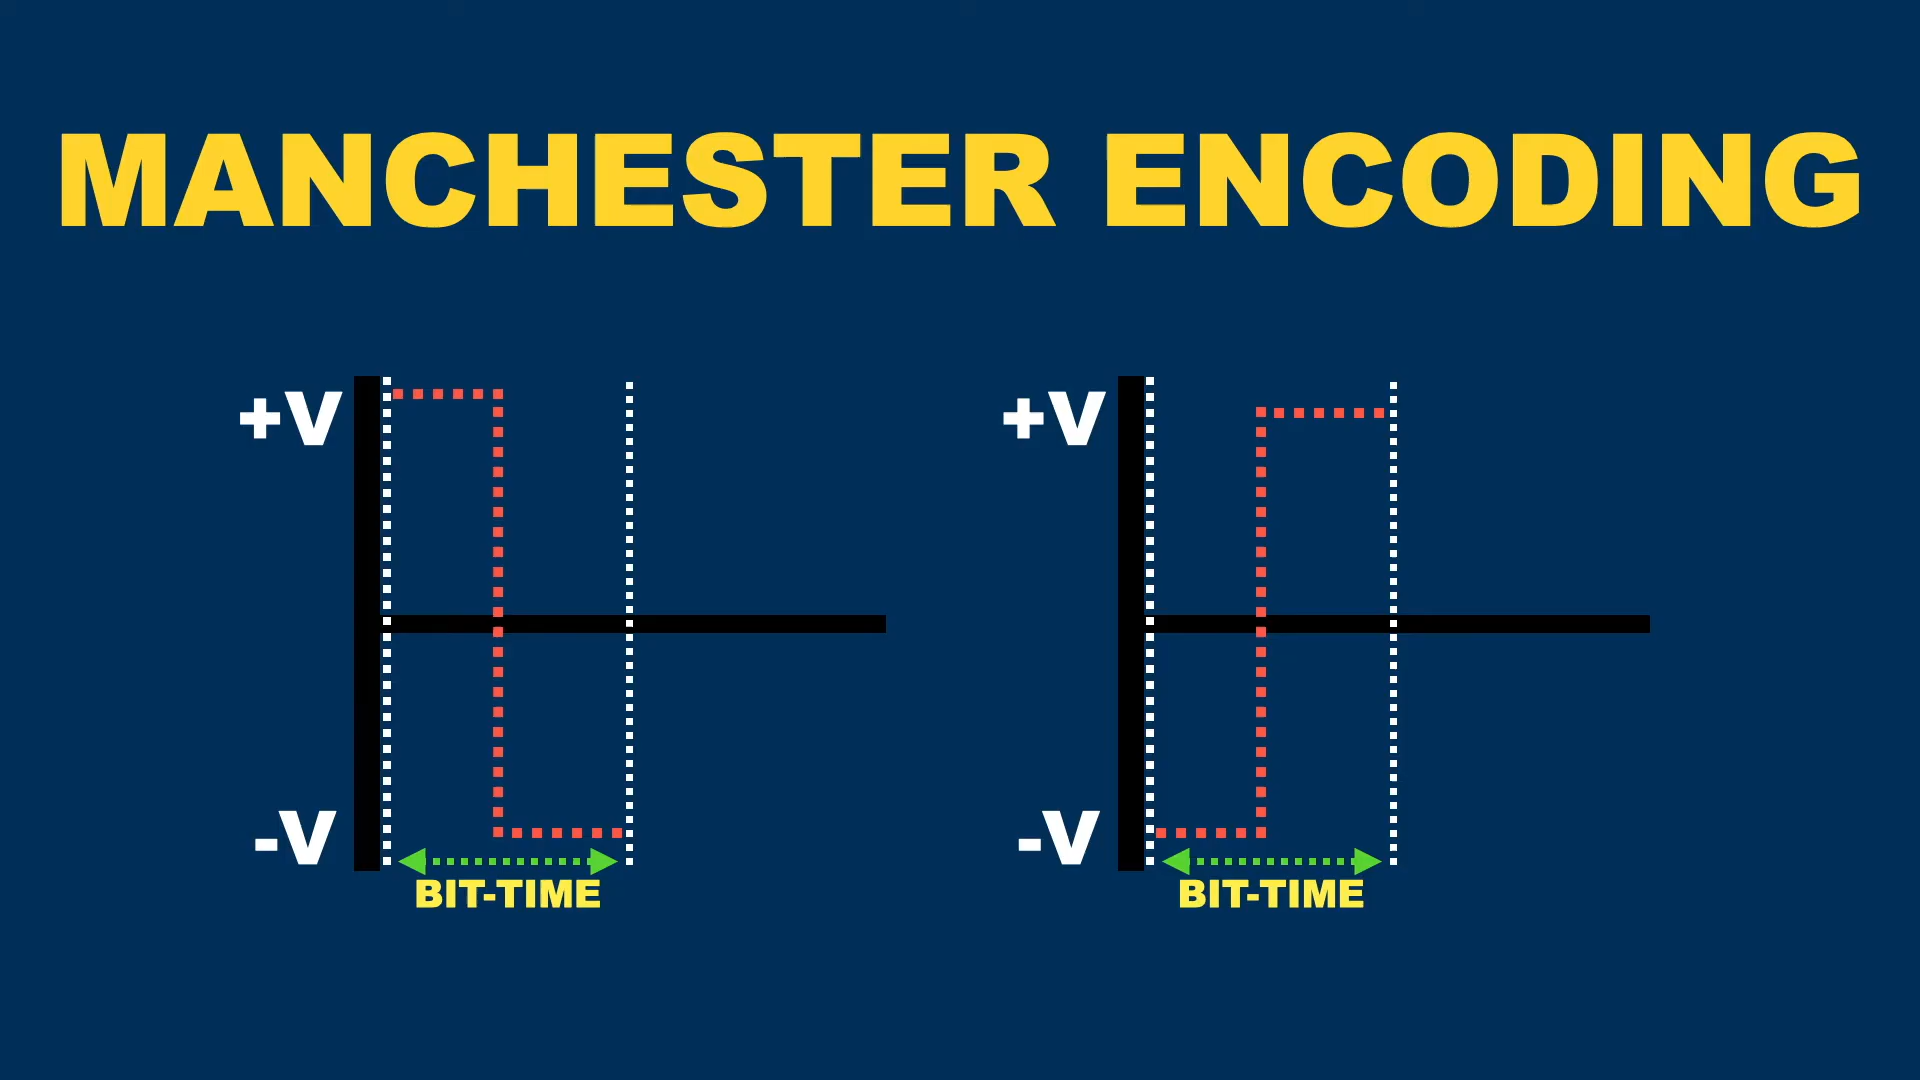 MANCHESTER ENCODING
+V
+V
-V
-V
BIT-TIME
BIT-TIME